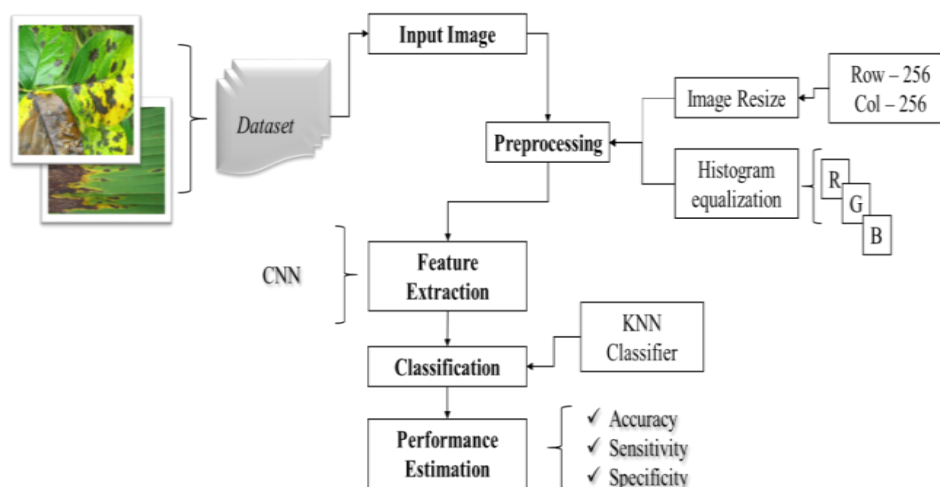 Input Image
Dataset
Image Resize
Row – 256
Col – 256
Preprocessing
Histogram
equalization
R
G
B
CNN
Feature
Extraction
KNN
Classifier
Classification
Performance
Estimation
✓ Accuracy
✓ Sensitivity
✓ Specificity